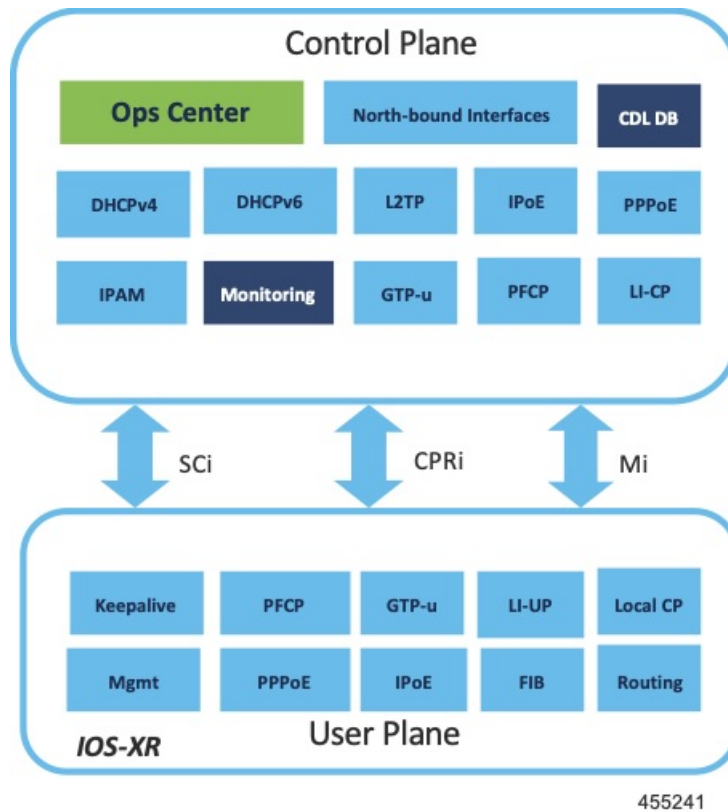 Control Plane
Ops Center
North-bound Interfaces
CDL DB
DHCPv4
DHCPv6
L2TP
IPoE
PPPoE
IPAM
Monitoring
GTP-u
PFCP
LI-CP
SCi
CPRi
Mi
Keepalive
PFCP
GTP-u
LI-UP
Local CP
Mgmt
PPPoE
IPoE
FIB
Routing
IOS-XR
User Plane
455241